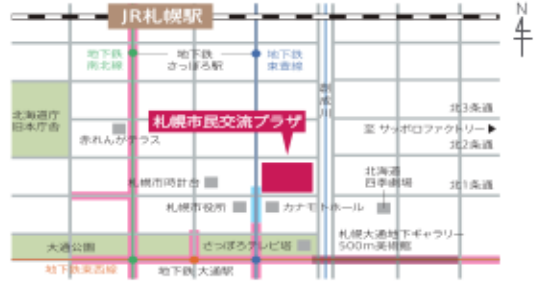 JR札幌駅
N
4
地下鉄
南北線
地下鉄
さっぽろ駅
地下鉄
東豊線
創成川
北3条通
北海道庁
旧本庁舎
札幌市民交流プラザ
至 サッポロファクトリー▶
赤れんがテラス
北2条通
北海道
四季劇場
札幌市時計台
北1条通
札幌市役所
カナモトホール
札幌大通地下ギャラリー
500m美術館
大通公園
さっぽろテレビ塔
地下鉄東西線
地下鉄 大通駅